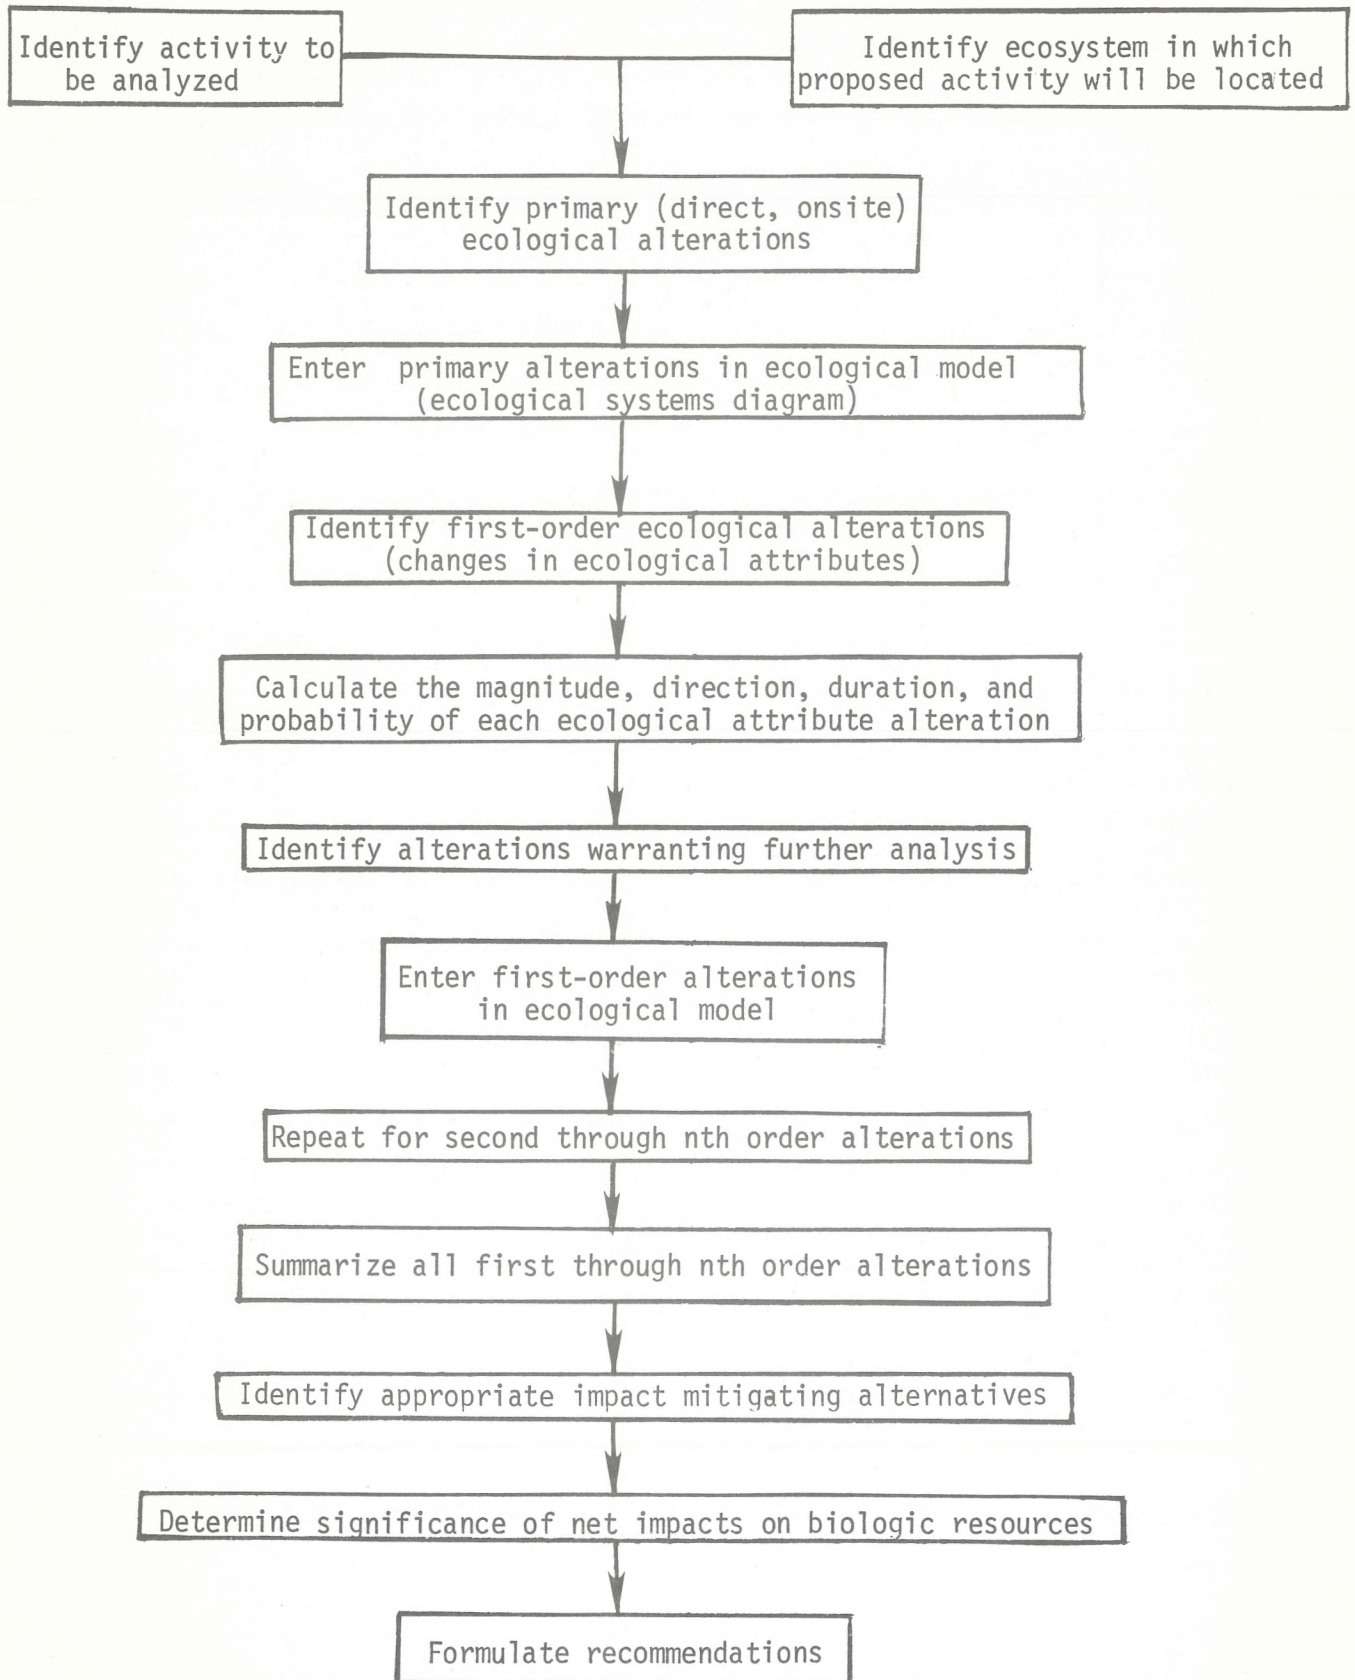 Identify activity to
be analyzed
Identify ecosystem in which
proposed activity will be located
Identify primary (direct, onsite)
ecological alterations
Enter primary alterations in ecological model
(ecological systems diagram)
Identify first-order ecological alterations
(changes in ecological attributes)
Calculate the magnitude, direction, duration, and
probability of each ecological attribute alteration
Identify alterations warranting further analysis
Enter first-order alterations
in ecological model
Repeat for second through nth order alterations
Summarize all first through nth order alterations
Identify appropriate impact mitigating alternatives
Determine significance of net impacts on biologic resources
Formulate recommendations